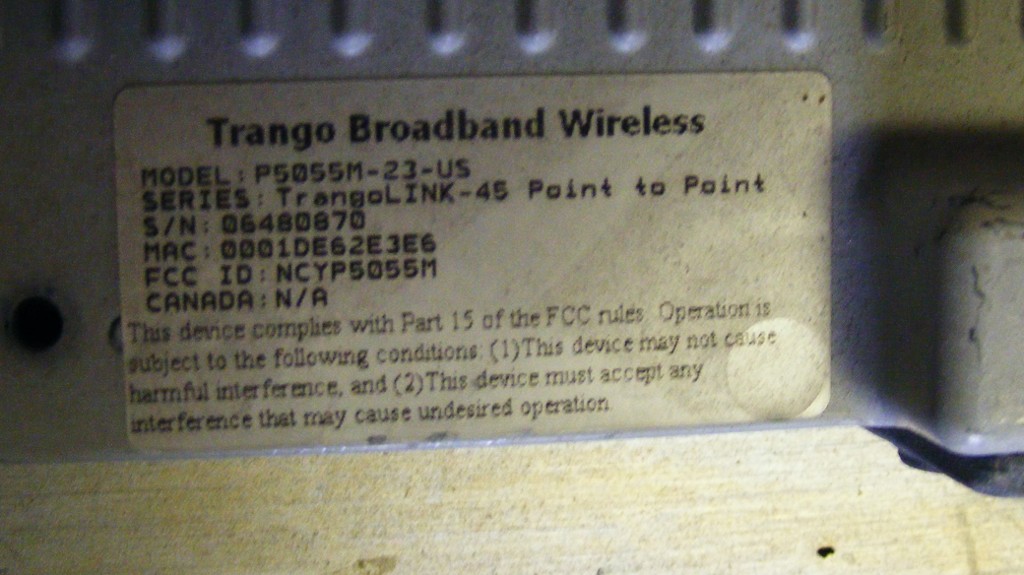 Trango Broadband Wireless
MODEL: P5055M-23-US
SERIES: TrangoLINK-45 Point to Point
S/N: 06480870
MAC: 0001DE62E3E6
FCC ID: NCYP5055M
CANADA: N/A
This device complies with Part 15 of the FCC rules. Operation is
subject to the following conditions: (1)This device may not cause
harmful interference, and (2)This device must accept any
interference that may cause undesired operation.